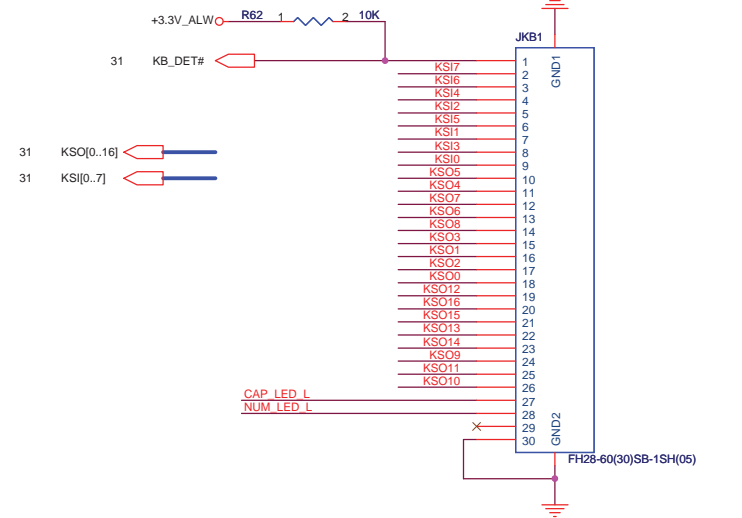 +3.3V_ALW R62 1 2 10K
JKB1
31 KB_DET# 1 GND1
KSI7 2
KSI6 3
KSI4 4
KSI2 5
KSI5 6
KSI1 7
31 KSO[0..16] KSI3 8
KSI0 9
31 KSI[0..7] KSO5 10
KSO4 11
KSO7 12
KSO6 13
KSO8 14
KSO3 15
KSO1 16
KSO2 17
KSO0 18
KSO12 19
KSO16 20
KSO15 21
KSO13 22
KSO14 23
KSO9 24
KSO11 25
KSO10 26
CAP_LED_L 27
NUM_LED_L 28
29 GND2
30
FH28-60(30)SB-1SH(05)